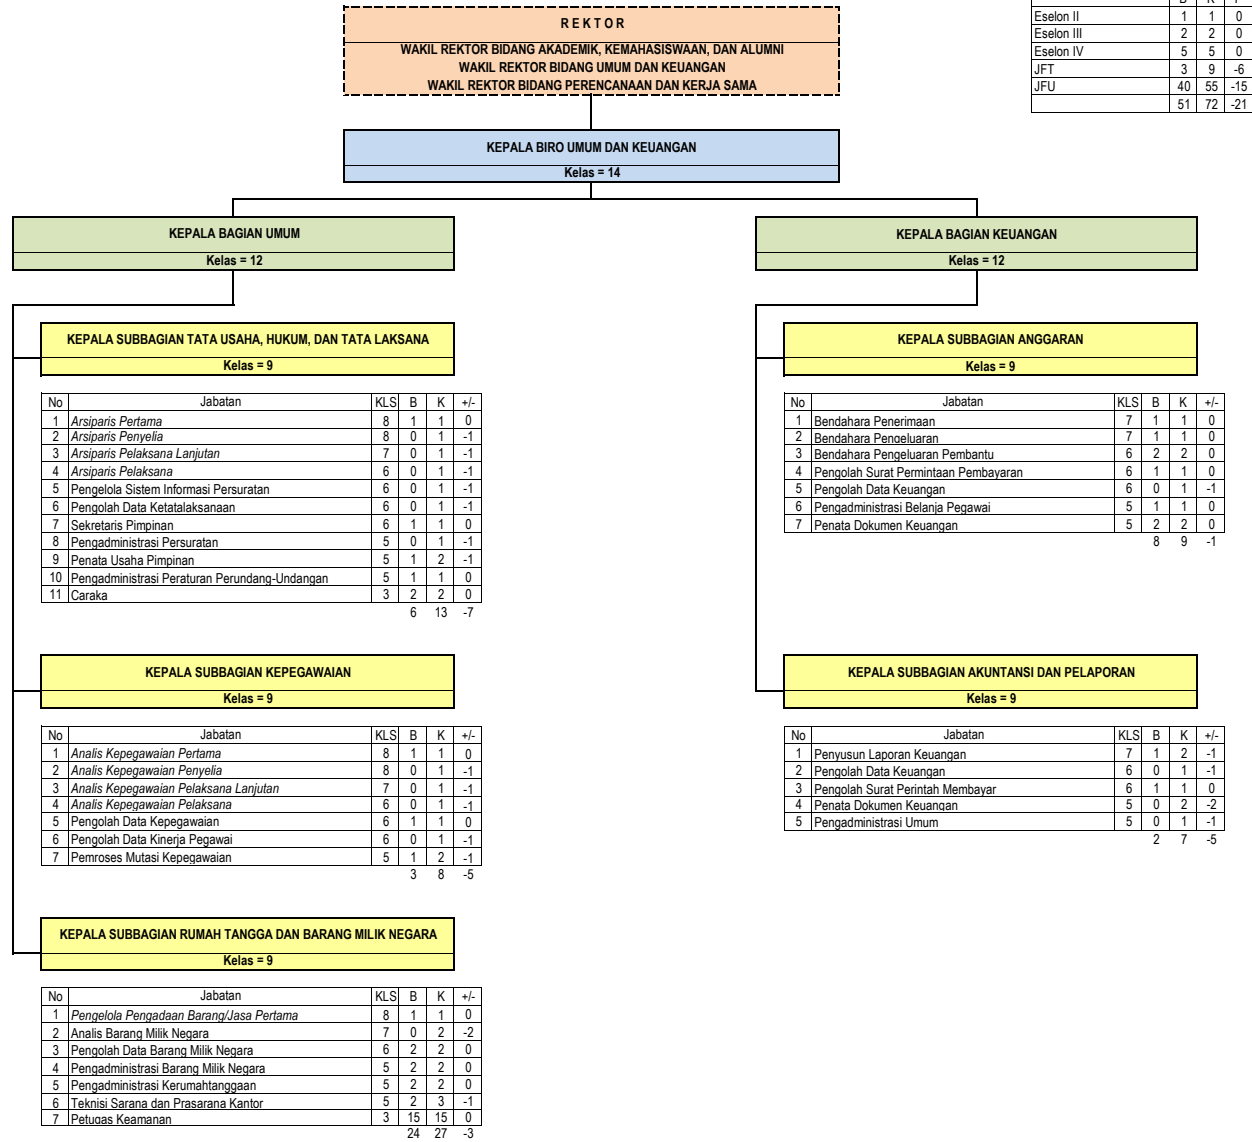 REKTOR
WAKIL REKTOR BIDANG AKADEMIK, KEMAHASISWAAN, DAN ALUMNI
WAKIL REKTOR BIDANG UMUM DAN KEUANGAN
WAKIL REKTOR BIDANG PERENCANAAN DAN KERJA SAMA
Eselon II 1 1 0
Eselon III 2 2 0
Eselon IV 5 5 0
JFT 3 9 -6
JFU 40 55 -15
51 72 -21
KEPALA BIRO UMUM DAN KEUANGAN
Kelas = 14
KEPALA BAGIAN UMUM
Kelas = 12
KEPALA SUBBAGIAN TATA USAHA, HUKUM, DAN TATA LAKSANA
Kelas = 9
No Jabatan KLS B K +/-
1 Arsiparis Pertama 8 1 1 0
2 Arsiparis Penyelia 8 0 1 -1
3 Arsiparis Pelaksana Lanjutan 7 0 1 -1
4 Arsiparis Pelaksana 6 0 1 -1
5 Pengelola Sistem Informasi Persuratan 6 0 1 -1
6 Pengolah Data Ketatalaksanaan 6 0 1 -1
7 Sekretaris Pimpinan 6 1 1 0
8 Pengadministrasi Persuratan 5 0 1 -1
9 Penata Usaha Pimpinan 5 1 2 -1
10 Pengadministrasi Peraturan Perundang-Undangan 5 1 1 0
11 Caraka 3 2 2 0
6 13 -7
KEPALA SUBBAGIAN KEPEGAWAIAN
Kelas = 9
No Jabatan KLS B K +/-
1 Analis Kepegawaian Pertama 8 1 1 0
2 Analis Kepegawaian Penyelia 8 0 1 -1
3 Analis Kepegawaian Pelaksana Lanjutan 7 0 1 -1
4 Analis Kepegawaian Pelaksana 6 0 1 -1
5 Pengolah Data Kepegawaian 6 1 1 0
6 Pengolah Data Kinerja Pegawai 6 0 1 -1
7 Pemroses Mutasi Kepegawaian 5 1 2 -1
3 8 -5
KEPALA SUBBAGIAN RUMAH TANGGA DAN BARANG MILIK NEGARA
Kelas = 9
No Jabatan KLS B K +/-
1 Pengelola Pengadaan Barang/Jasa Pertama 8 1 1 0
2 Analis Barang Milik Negara 7 0 2 -2
3 Pengolah Data Barang Milik Negara 6 2 2 0
4 Pengadministrasi Barang Milik Negara 5 2 2 0
5 Pengadministrasi Kerumahtanggaan 5 2 2 0
6 Teknisi Sarana dan Prasarana Kantor 5 2 3 -1
7 Petugas Keamanan 3 15 15 0
24 27 -3
KEPALA BAGIAN KEUANGAN
Kelas = 12
KEPALA SUBBAGIAN ANGGARAN
Kelas = 9
No Jabatan KLS B K +/-
1 Bendahara Penerimaan 7 1 1 0
2 Bendahara Pengeluaran 7 1 1 0
3 Bendahara Pengeluaran Pembantu 6 2 2 0
4 Pengolah Surat Permintaan Pembayaran 6 1 1 0
5 Pengolah Data Keuangan 6 0 1 -1
6 Pengadministrasi Belanja Pegawai 5 1 1 0
7 Penata Dokumen Keuangan 5 2 2 0
8 9 -1
KEPALA SUBBAGIAN AKUNTANSI DAN PELAPORAN
Kelas = 9
No Jabatan KLS B K +/-
1 Penyusun Laporan Keuangan 7 1 2 -1
2 Pengolah Data Keuangan 6 0 1 -1
3 Pengolah Surat Perintah Membayar 6 1 1 0
4 Penata Dokumen Keuangan 5 0 2 -2
5 Pengadministrasi Umum 5 0 1 -1
2 7 -5